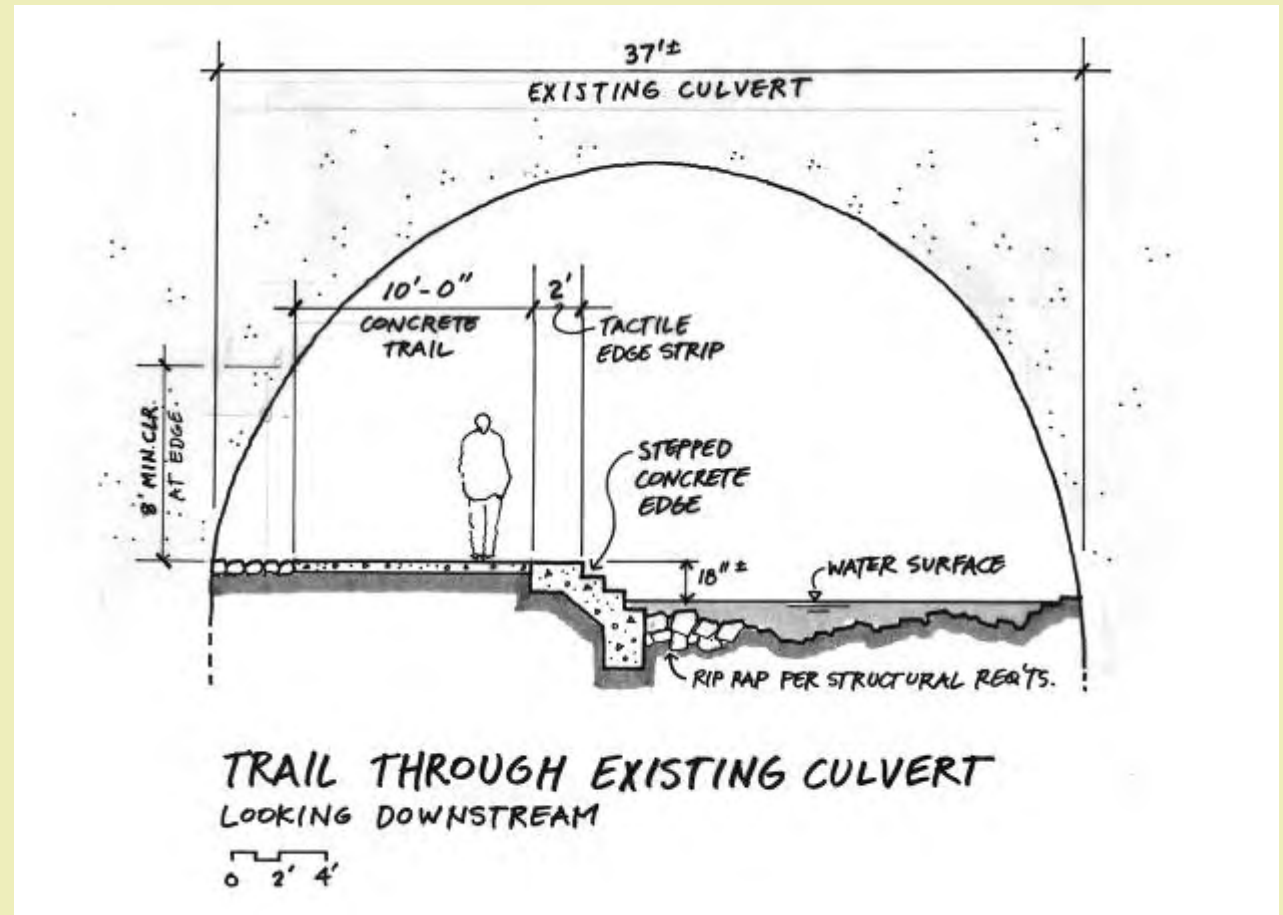 37'±
EXISTING CULVERT
10'-0"
CONCRETE
TRAIL
2'
TACTILE
EDGE STRIP
8' MIN. CLR.
AT EDGE
STEPPED
CONCRETE
EDGE
18"±
WATER SURFACE
RIP RAP PER STRUCTURAL REQ'TS.
TRAIL THROUGH EXISTING CULVERT
LOOKING DOWNSTREAM
0 2' 4'